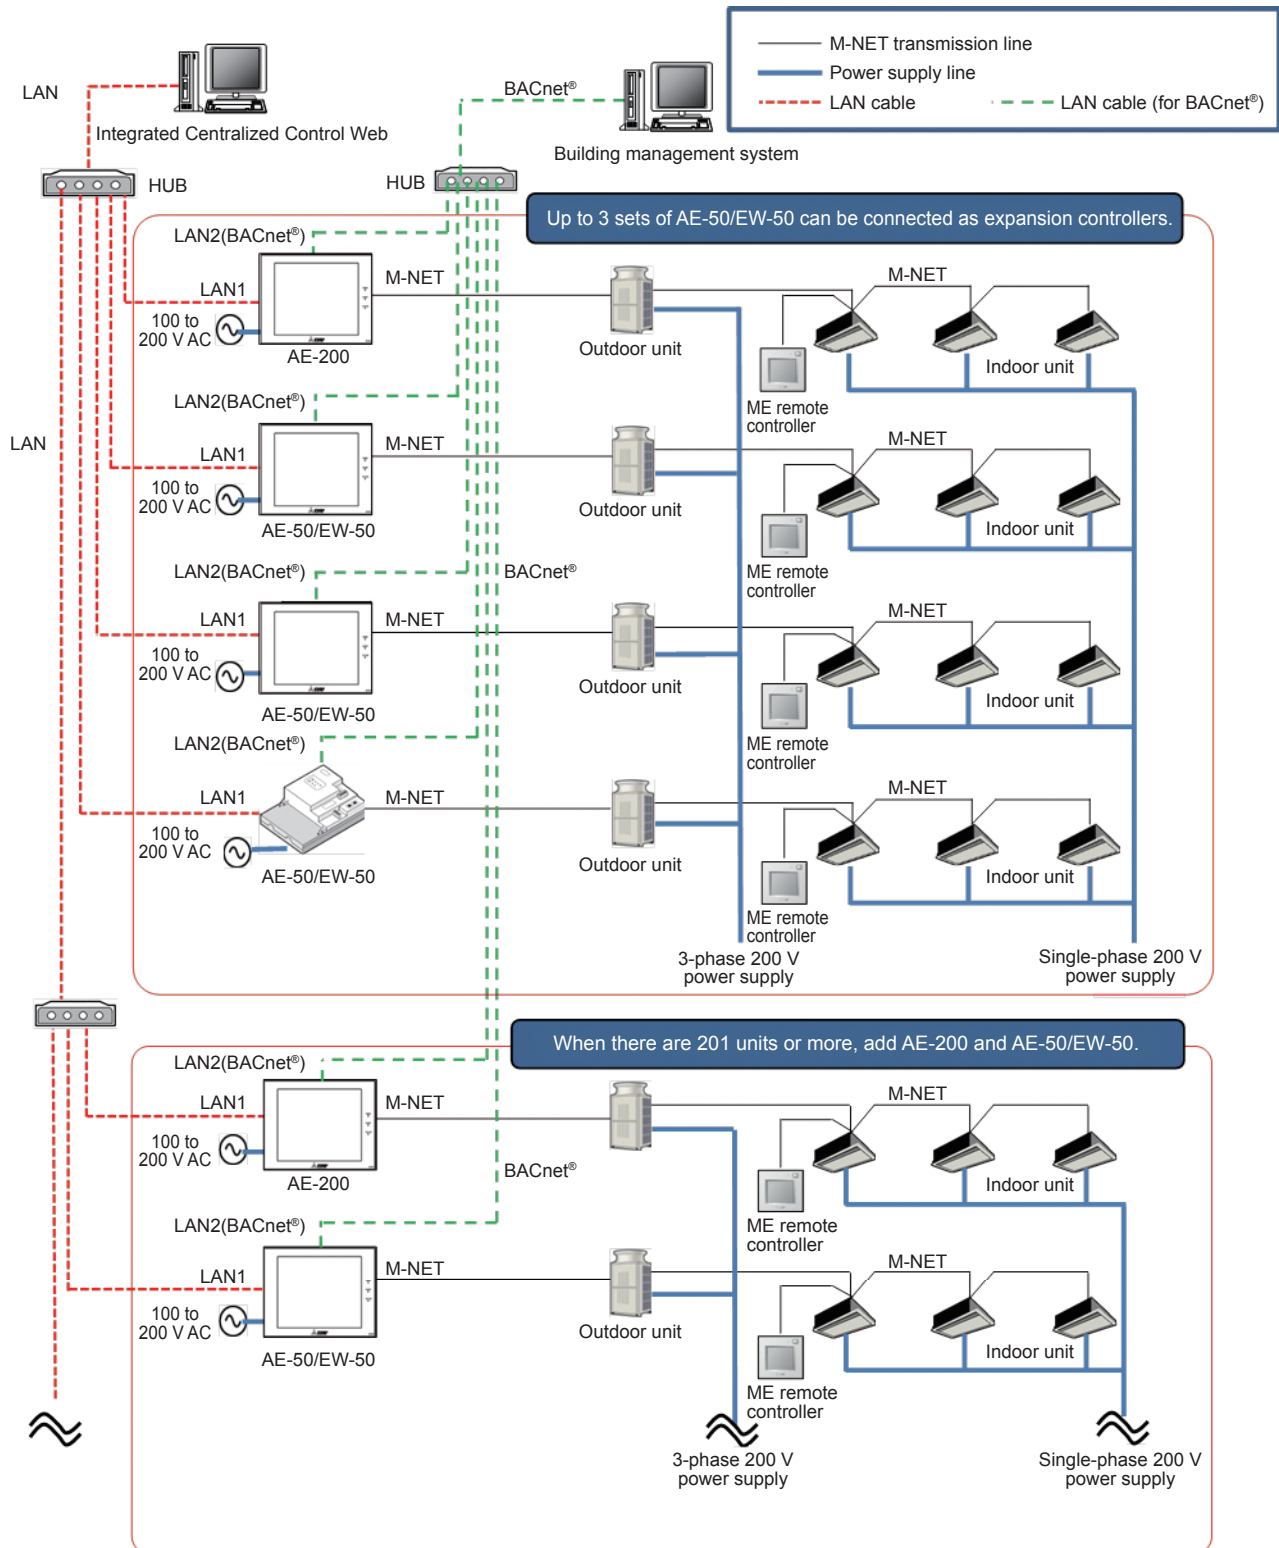 M-NET transmission line
Power supply line
LAN cable
LAN cable (for BACnet®)
LAN
Integrated Centralized Control Web
BACnet®
Building management system
HUB
HUB
Up to 3 sets of AE-50/EW-50 can be connected as expansion controllers.
LAN2(BACnet®)
M-NET
LAN1
100 to
200 V AC
AE-200
Outdoor unit
M-NET
Indoor unit
ME remote
controller
LAN
LAN2(BACnet®)
M-NET
LAN1
100 to
200 V AC
AE-50/EW-50
Outdoor unit
M-NET
Indoor unit
ME remote
controller
LAN2(BACnet®)
BACnet®
M-NET
LAN1
100 to
200 V AC
AE-50/EW-50
Outdoor unit
M-NET
Indoor unit
ME remote
controller
LAN2(BACnet®)
M-NET
LAN1
100 to
200 V AC
AE-50/EW-50
Outdoor unit
M-NET
Indoor unit
ME remote
controller
3-phase 200 V
power supply
Single-phase 200 V
power supply
When there are 201 units or more, add AE-200 and AE-50/EW-50.
LAN2(BACnet®)
M-NET
LAN1
100 to
200 V AC
AE-200
BACnet®
M-NET
Indoor unit
ME remote
controller
LAN2(BACnet®)
M-NET
LAN1
100 to
200 V AC
AE-50/EW-50
Outdoor unit
M-NET
Indoor unit
ME remote
controller
3-phase 200 V
power supply
Single-phase 200 V
power supply